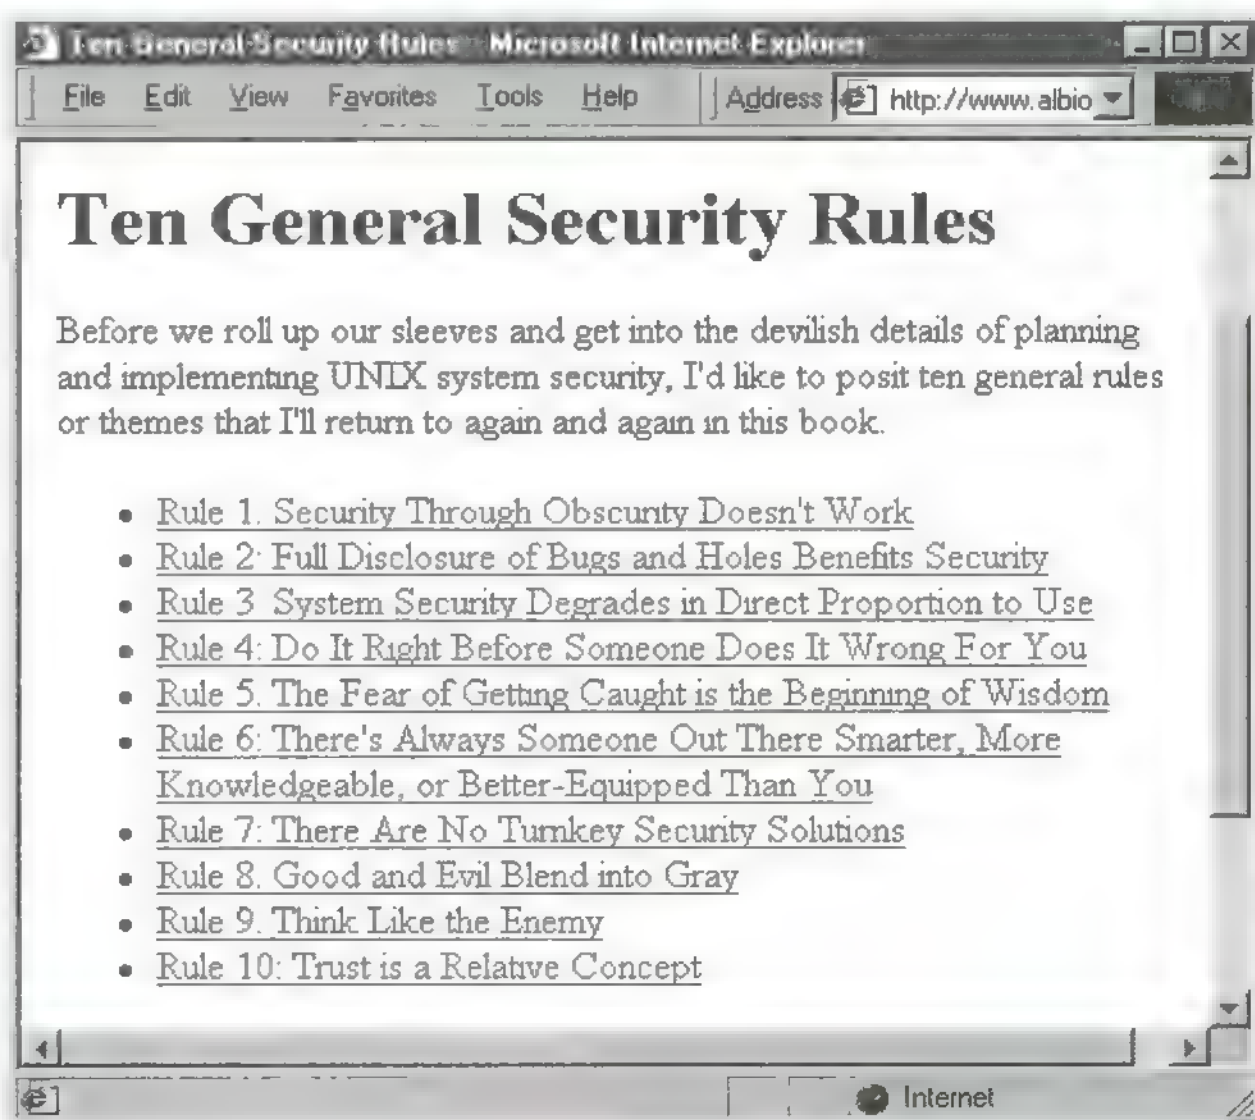 Ten General Security Rules - Microsoft Internet Explorer
File Edit View Favorites Tools Help Address http://www.albio
Ten General Security Rules
Before we roll up our sleeves and get into the devilish details of planning
and implementing UNIX system security, I'd like to posit ten general rules
or themes that I'll return to again and again in this book.
Rule 1. Security Through Obscurity Doesn't Work
Rule 2: Full Disclosure of Bugs and Holes Benefits Security
Rule 3 System Security Degrades in Direct Proportion to Use
Rule 4: Do It Right Before Someone Does It Wrong For You
Rule 5. The Fear of Getting Caught is the Beginning of Wisdom
Rule 6: There's Always Someone Out There Smarter, More
Knowledgeable, or Better-Equipped Than You
Rule 7: There Are No Turnkey Security Solutions
Rule 8. Good and Evil Blend into Gray
Rule 9. Think Like the Enemy
Rule 10: Trust is a Relative Concept
Internet